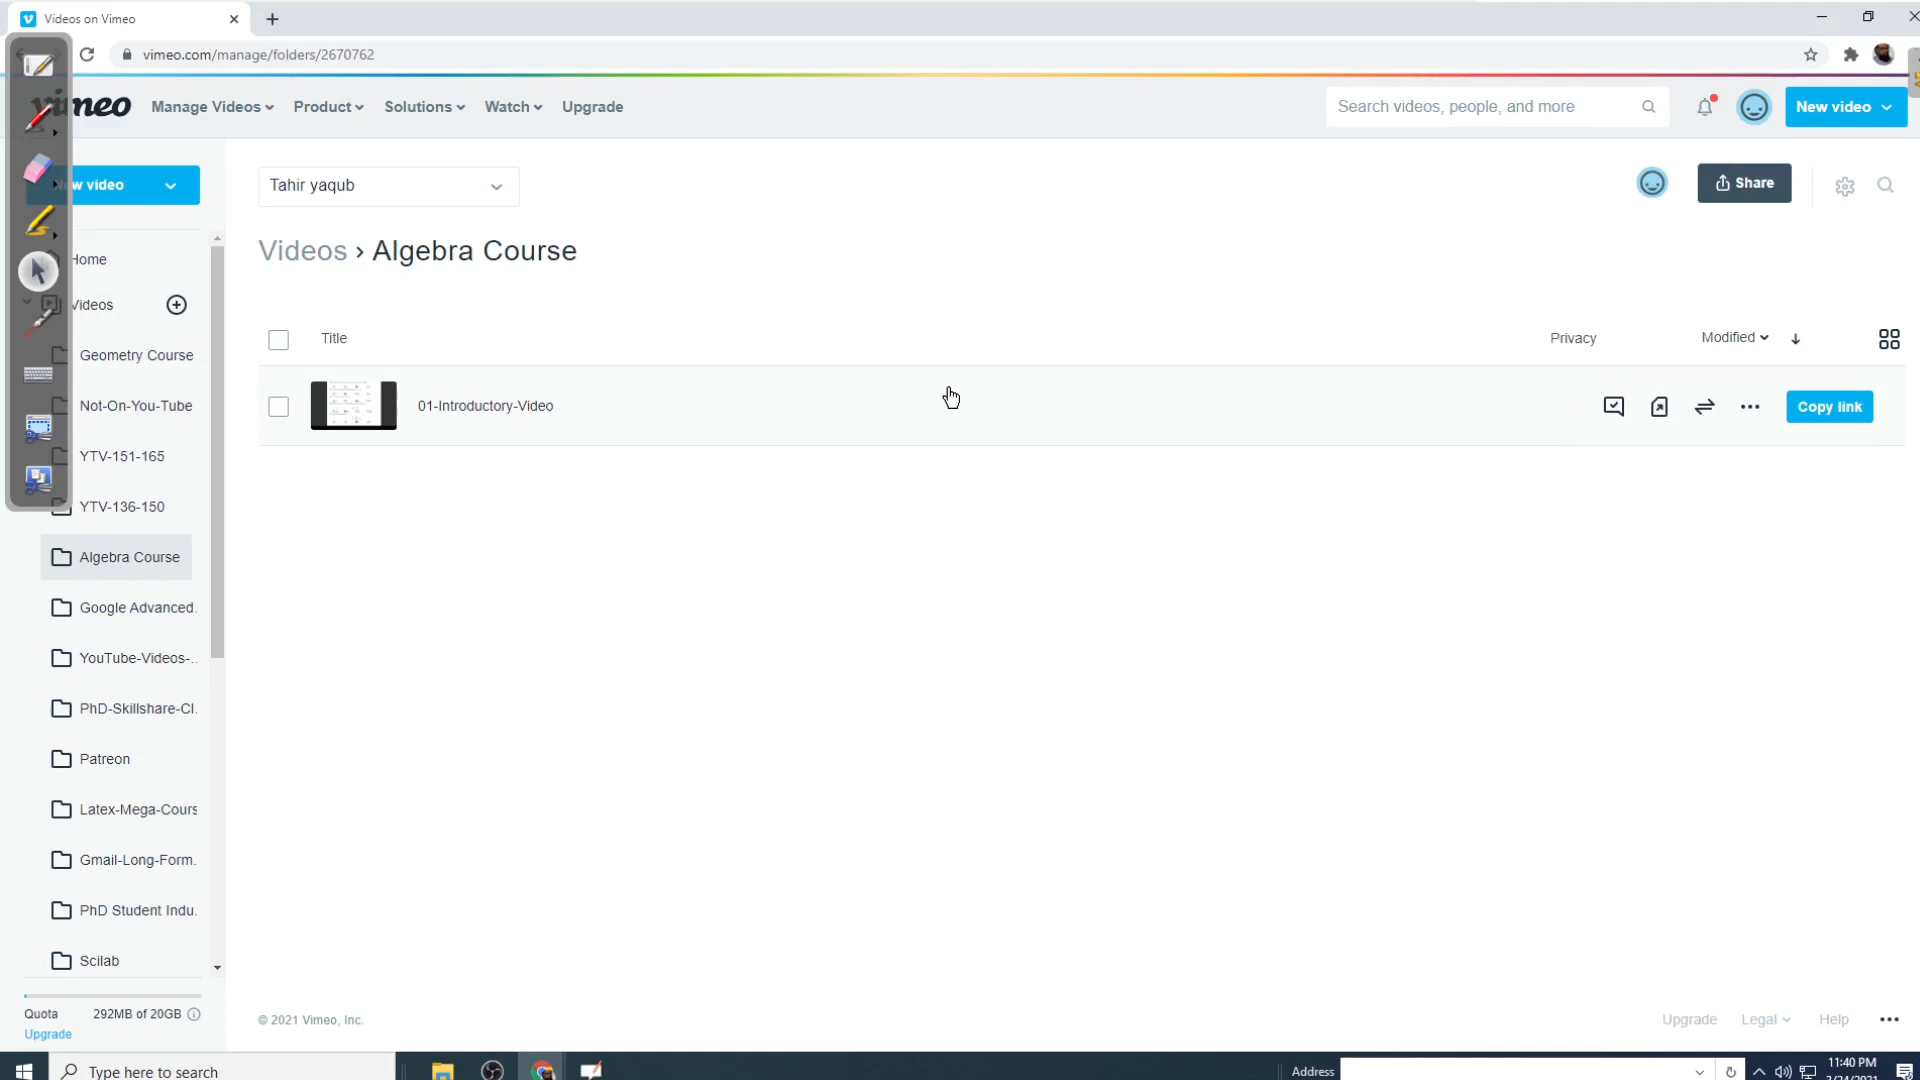 Videos on Vimeo
vimeo.com/manage/folders/2670762
vimeo
Manage Videos
Product
Solutions
Watch
Upgrade
Search videos, people, and more
New video
w video
Tahir yaqub
Share
Home
Videos
Geometry Course
Not-On-You-Tube
YTV-151-165
YTV-136-150
Algebra Course
Google Advanced.
YouTube-Videos-..
PhD-Skillshare-Cl.
Patreon
Latex-Mega-Cours
Gmail-Long-Form.
PhD Student Indu.
Scilab
Quota 292MB of 20GB
Upgrade
Videos › Algebra Course
Title
Privacy
Modified
01-Introductory-Video
Copy link
© 2021 Vimeo, Inc.
Upgrade
Legal
Help
Type here to search
Address
11:40 PM